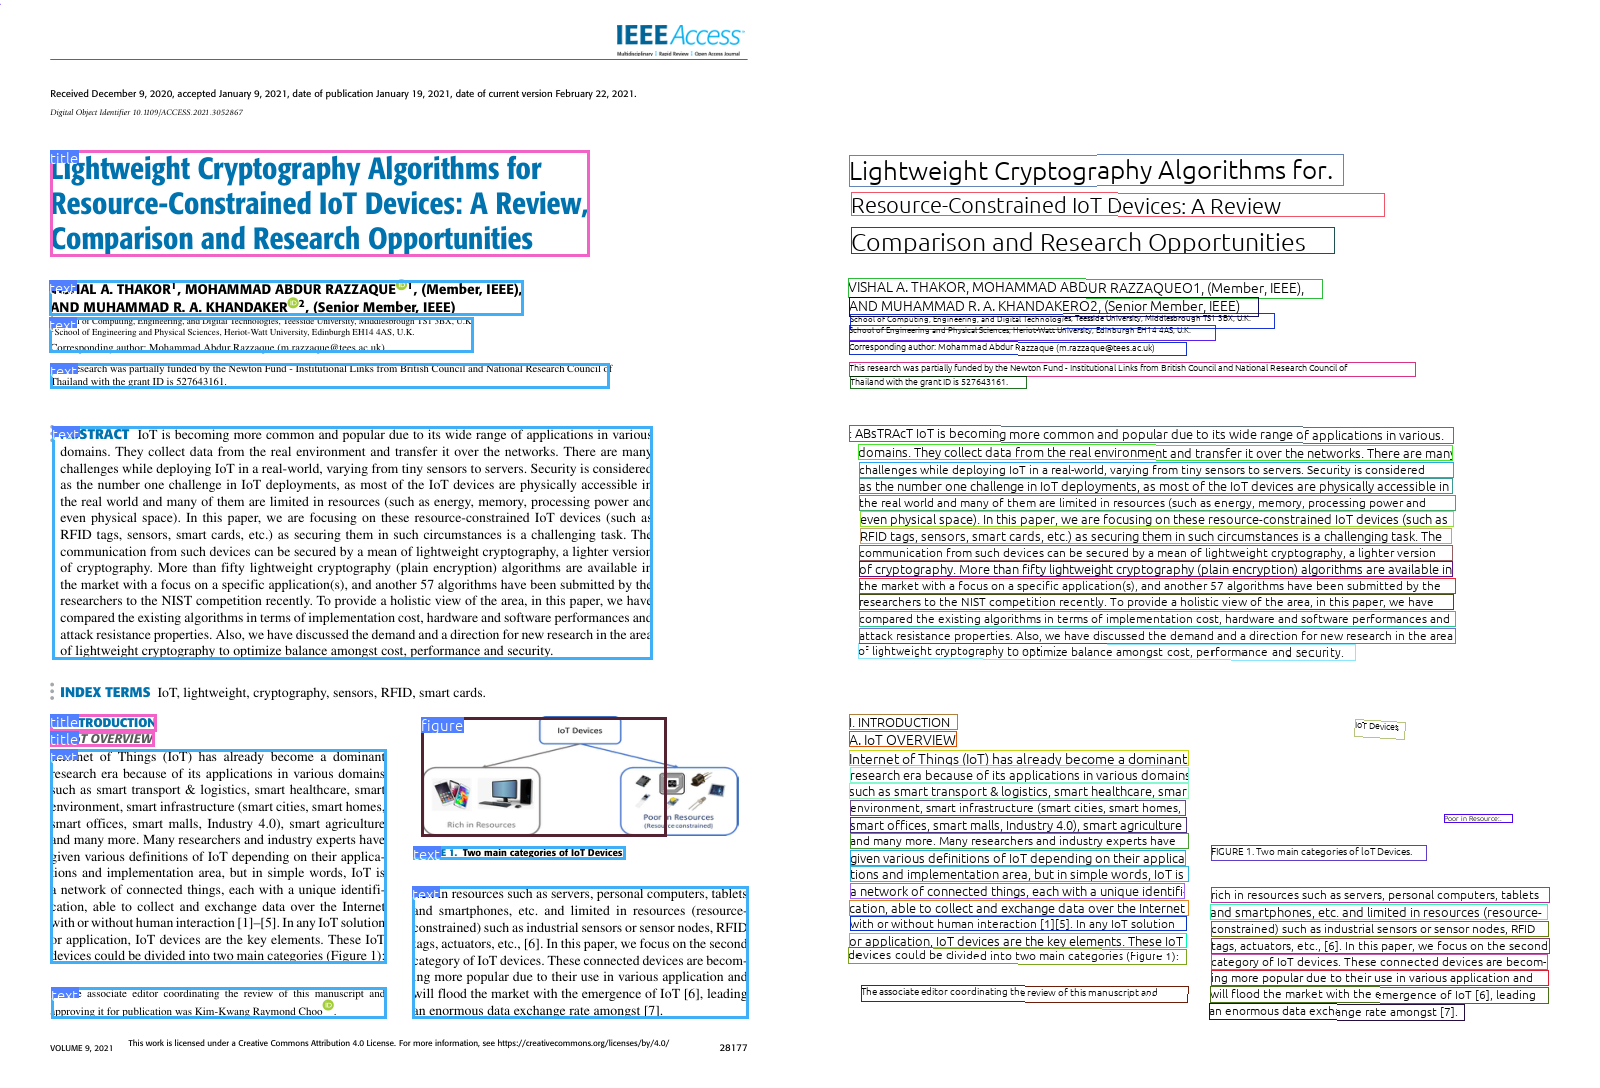 IEEE Access
Multidisciplinary | Rapid Review | Open Access Journal
Received December 9, 2020, accepted January 9, 2021, date of publication January 19, 2021, date of current version February 22, 2021.
Digital Object Identifier 10.1109/ACCESS.2021.3052867
title
Lightweight Cryptography Algorithms for
Resource-Constrained IoT Devices: A Review,
Comparison and Research Opportunities
text
HAL A. THAKOR1, MOHAMMAD ABDUR RAZZAQUE iD 1, (Member, IEEE),
AND MUHAMMAD R. A. KHANDAKER iD 2, (Senior Member, IEEE)
text
l of Computing, Engineering, and Digital Technologies, Teesside University, Middlesbrough TS1 3BX, U.K.
School of Engineering and Physical Sciences, Heriot-Watt University, Edinburgh EH14 4AS, U.K.
Corresponding author: Mohammad Abdur Razzaque (m.razzaque@tees.ac.uk)
text
esearch was partially funded by the Newton Fund - Institutional Links from British Council and National Research Council of
Thailand with the grant ID is 527643161.
text
STRACT IoT is becoming more common and popular due to its wide range of applications in various
domains. They collect data from the real environment and transfer it over the networks. There are many
challenges while deploying IoT in a real-world, varying from tiny sensors to servers. Security is considered
as the number one challenge in IoT deployments, as most of the IoT devices are physically accessible in
the real world and many of them are limited in resources (such as energy, memory, processing power and
even physical space). In this paper, we are focusing on these resource-constrained IoT devices (such as
RFID tags, sensors, smart cards, etc.) as securing them in such circumstances is a challenging task. The
communication from such devices can be secured by a mean of lightweight cryptography, a lighter version
of cryptography. More than fifty lightweight cryptography (plain encryption) algorithms are available in
the market with a focus on a specific application(s), and another 57 algorithms have been submitted by the
researchers to the NIST competition recently. To provide a holistic view of the area, in this paper, we have
compared the existing algorithms in terms of implementation cost, hardware and software performances and
attack resistance properties. Also, we have discussed the demand and a direction for new research in the area
of lightweight cryptography to optimize balance amongst cost, performance and security.
INDEX TERMS IoT, lightweight, cryptography, sensors, RFID, smart cards.
title
TRODUCTION
title
T OVERVIEW
text
net of Things (IoT) has already become a dominant
research era because of its applications in various domains
such as smart transport & logistics, smart healthcare, smart
environment, smart infrastructure (smart cities, smart homes,
smart offices, smart malls, Industry 4.0), smart agriculture
and many more. Many researchers and industry experts have
given various definitions of IoT depending on their applica-
tions and implementation area, but in simple words, IoT is
a network of connected things, each with a unique identifi-
cation, able to collect and exchange data over the Internet
with or without human interaction [1]–[5]. In any IoT solution
or application, IoT devices are the key elements. These IoT
devices could be divided into two main categories (Figure 1):
text
associate editor coordinating the review of this manuscript and
approving it for publication was Kim-Kwang Raymond Choo iD .
figure
IoT Devices
Rich in Resources
Poor in Resources
(Resource constrained)
text
E 1. Two main categories of IoT Devices
text
n resources such as servers, personal computers, tablets
and smartphones, etc. and limited in resources (resource-
constrained) such as industrial sensors or sensor nodes, RFID
tags, actuators, etc., [6]. In this paper, we focus on the second
category of IoT devices. These connected devices are becom-
ing more popular due to their use in various application and
will flood the market with the emergence of IoT [6], leading
an enormous data exchange rate amongst [7].
VOLUME 9, 2021
This work is licensed under a Creative Commons Attribution 4.0 License. For more information, see https://creativecommons.org/licenses/by/4.0/
28177
Lightweight Cryptography Algorithms for.
Resource-Constrained IoT Devices: A Review
Comparison and Research Opportunities
VISHAL A. THAKOR, MOHAMMAD ABDUR RAZZAQUEO1, (Member, IEEE),
AND MUHAMMAD R. A. KHANDAKERO2, (Senior Member, IEEE)
School of Computing, Engineering, and Digital Technologies, Teesside University, Middlesbrough TS1 3BX, U.K.
School of Engineering and Physical Sciences, Heriot-Watt University, Edinburgh EH14 4AS, U.K.
Corresponding author: Mohammad Abdur Razzaque (m.razzaque@tees.ac.uk)
This research was partially funded by the Newton Fund - Institutional Links from British Council and National Research Council of
Thailand with the grant ID is 527643161.
: ABsTRAcT IoT is becoming more common and popular due to its wide range of applications in various.
domains. They collect data from the real environment and transfer it over the networks. There are many
challenges while deploying IoT in a real-world, varying from tiny sensors to servers. Security is considered
as the number one challenge in IoT deployments, as most of the IoT devices are physically accessible in
the real world and many of them are limited in resources (such as energy, memory, processing power and
even physical space). In this paper, we are focusing on these resource-constrained IoT devices (such as
RFID tags, sensors, smart cards, etc.) as securing them in such circumstances is a challenging task. The
communication from such devices can be secured by a mean of lightweight cryptography, a lighter version
of cryptography. More than fifty lightweight cryptography (plain encryption) algorithms are available in
the market with a focus on a specific application(s), and another 57 algorithms have been submitted by the
researchers to the NIST competition recently. To provide a holistic view of the area, in this paper, we have
compared the existing algorithms in terms of implementation cost, hardware and software performances and
attack resistance properties. Also, we have discussed the demand and a direction for new research in the area
of lightweight cryptography to optimize balance amongst cost, performance and security.
I. INTRODUCTION
A. IoT OVERVIEW
Internet of Things (IoT) has already become a dominant
research era because of its applications in various domains
such as smart transport & logistics, smart healthcare, smar
environment, smart infrastructure (smart cities, smart homes,
smart offices, smart malls, Industry 4.0), smart agriculture
and many more. Many researchers and industry experts have
given various definitions of IoT depending on their applica
tions and implementation area, but in simple words, IoT is
a network of connected things, each with a unique identifi-
cation, able to collect and exchange data over the Internet
with or without human interaction [1][5]. In any IoT solution
or application, IoT devices are the key elements. These IoT
devices could be divided into two main categories (Figure 1):
The associate editor coordinating the review of this manuscript and
IoT Devices
Poor in Resource:.
FIGURE 1. Two main categories of IoT Devices.
rich in resources such as servers, personal computers, tablets
and smartphones, etc. and limited in resources (resource-
constrained) such as industrial sensors or sensor nodes, RFID
tags, actuators, etc., [6]. In this paper, we focus on the second
category of IoT devices. These connected devices are becom-
ing more popular due to their use in various application and
will flood the market with the emergence of IoT [6], leading
an enormous data exchange rate amongst [7].